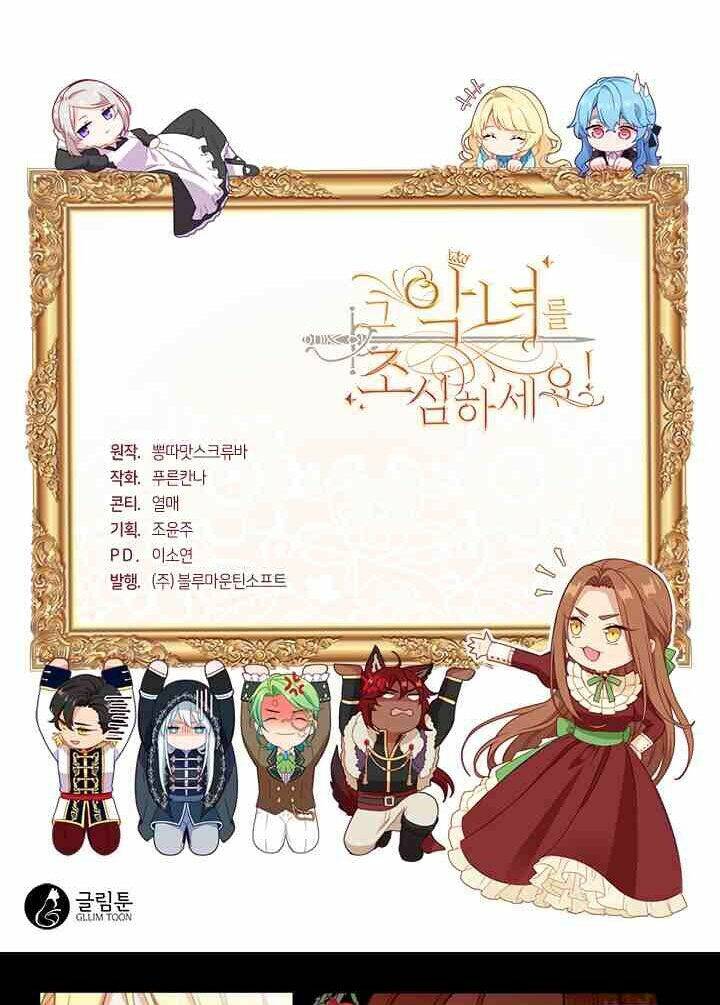 그 악녀를
조심하세요!
원작. 뽕따맛스크류바
작화. 푸른칸나
콘티. 열매
기획. 조윤주
PD. 이소연
발행. (주) 블루마운틴소프트
글림툰
GLLIM TOON